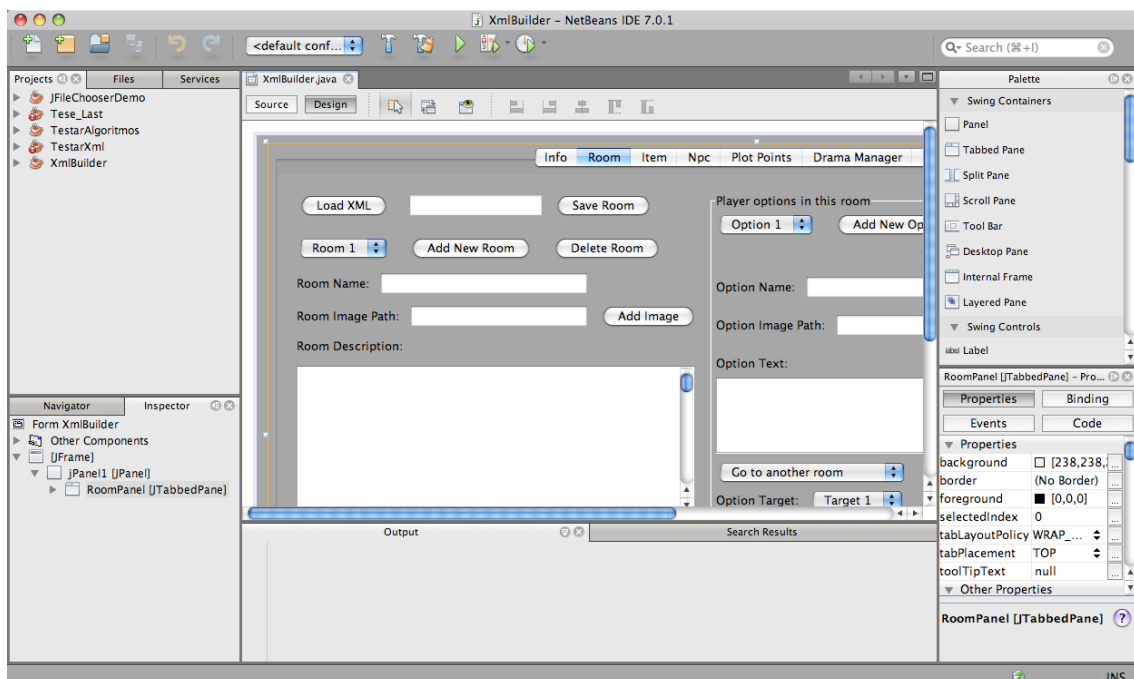 XmlBuilder – NetBeans IDE 7.0.1
<default conf...
Search (⌘+I)
Projects
Files
Services
JFileChooserDemo
Tese_Last
TestarAlgoritmos
TestarXml
XmlBuilder
XmlBuilder.java
Source
Design
Info
Room
Item
Npc
Plot Points
Drama Manager
Load XML
Save Room
Room 1
Add New Room
Delete Room
Room Name:
Room Image Path:
Add Image
Room Description:
Player options in this room
Option 1
Add New Op
Option Name:
Option Image Path:
Option Text:
Go to another room
Option Target:
Target 1
Palette
Swing Containers
Panel
Tabbed Pane
Split Pane
Scroll Pane
Tool Bar
Desktop Pane
Internal Frame
Layered Pane
Swing Controls
label Label
Navigator
Inspector
Form XmlBuilder
Other Components
[JFrame]
jPanel1 [JPanel]
RoomPanel [JTabbedPane]
Output
Search Results
RoomPanel [JTabbedPane] – Pro...
Properties
Binding
Events
Code
Properties
background [238,238, ...
border (No Border) ...
foreground [0,0,0] ...
selectedIndex 0 ...
tabLayoutPolicy WRAP_... ...
tabPlacement TOP ...
toolTipText null ...
Other Properties
RoomPanel [JTabbedPane]
?
INS